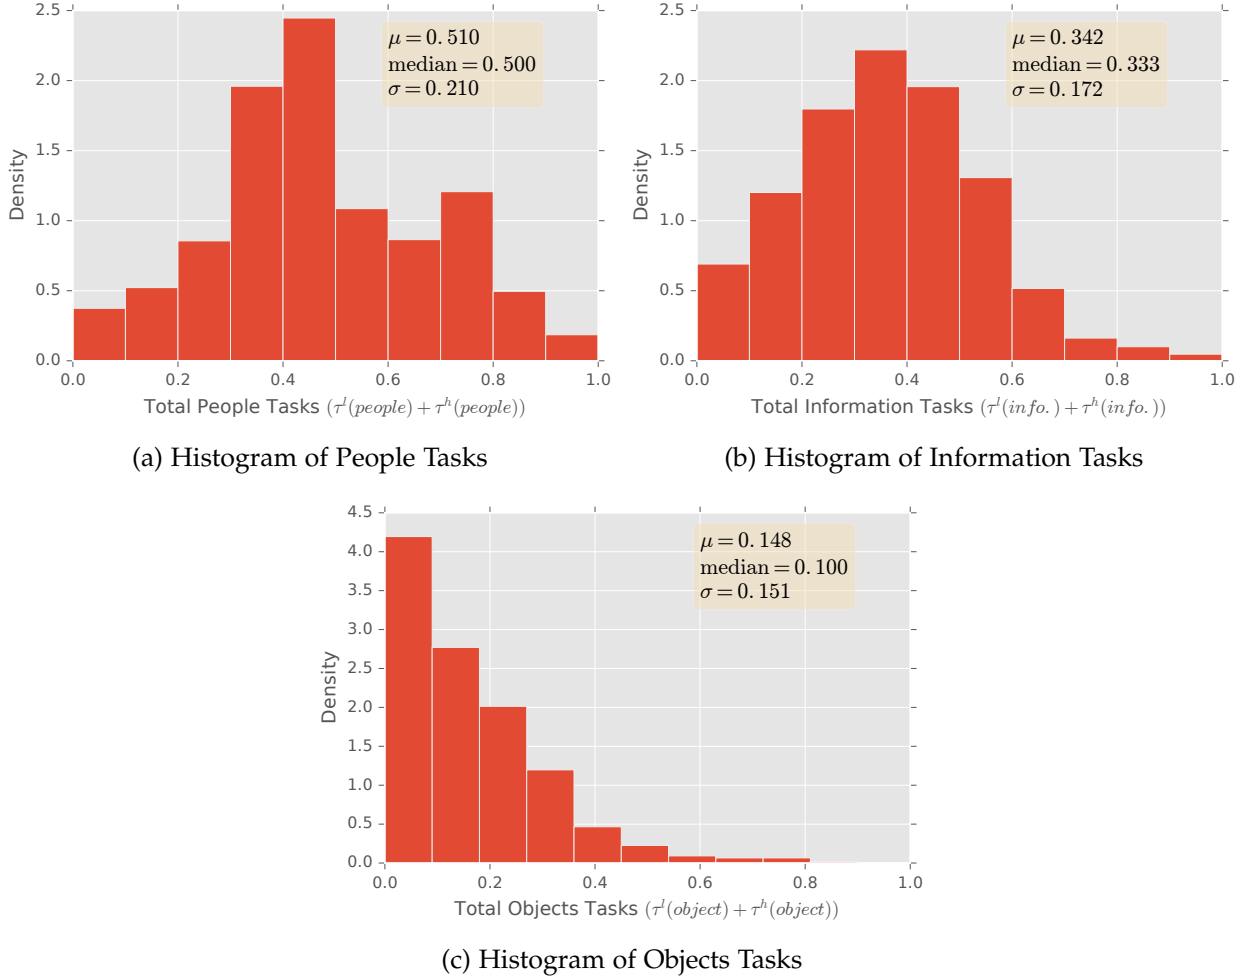 2.5
2.0
1.5
1.0
0.5
0.0
0.0 0.2 0.4 0.6 0.8 1.0
Density
μ = 0.510
median = 0.500
σ = 0.210
Total People Tasks (τˡ(people) + τʰ(people))
(a) Histogram of People Tasks
2.5
2.0
1.5
1.0
0.5
0.0
0.0 0.2 0.4 0.6 0.8 1.0
Density
μ = 0.342
median = 0.333
σ = 0.172
Total Information Tasks (τˡ(info.) + τʰ(info.))
(b) Histogram of Information Tasks
4.5
4.0
3.5
3.0
2.5
2.0
1.5
1.0
0.5
0.0
0.0 0.2 0.4 0.6 0.8 1.0
Density
μ = 0.148
median = 0.100
σ = 0.151
Total Objects Tasks (τˡ(object) + τʰ(object))
(c) Histogram of Objects Tasks